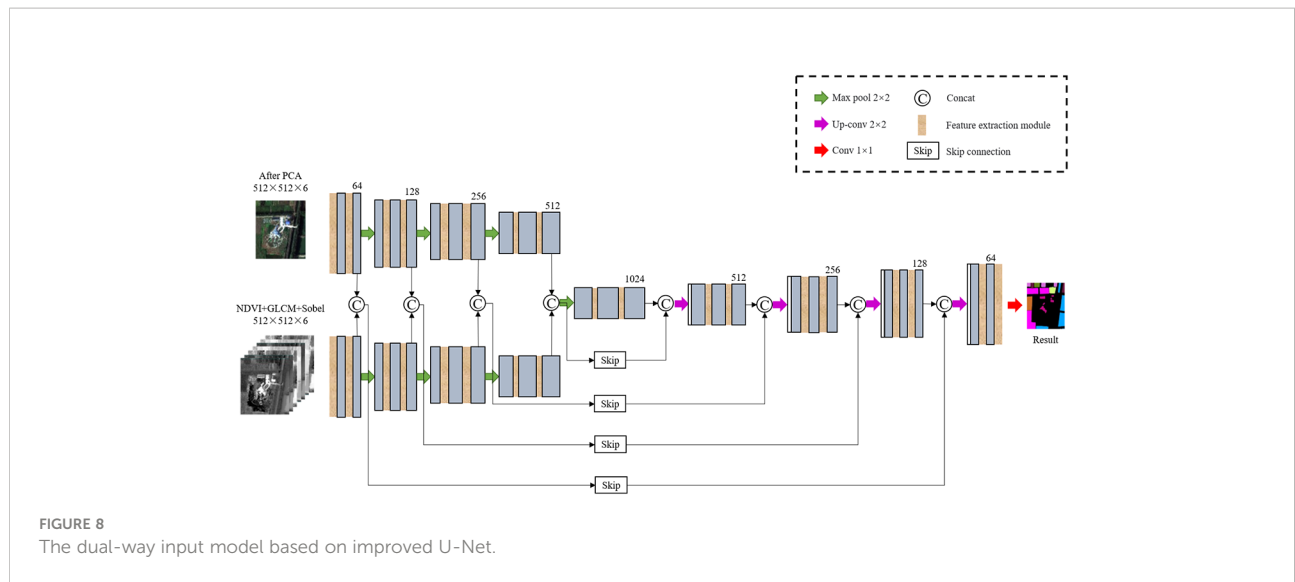 Max pool 2×2
Concat
Up-conv 2×2
Feature extraction module
Conv 1×1
Skip
Skip connection
After PCA
512×512×6
64
128
256
512
1024
512
256
128
64
C
C
C
C
C
C
C
C
C
NDVI+GLCM+Sobel
512×512×6
Result
Skip
Skip
Skip
Skip
FIGURE 8
The dual-way input model based on improved U-Net.